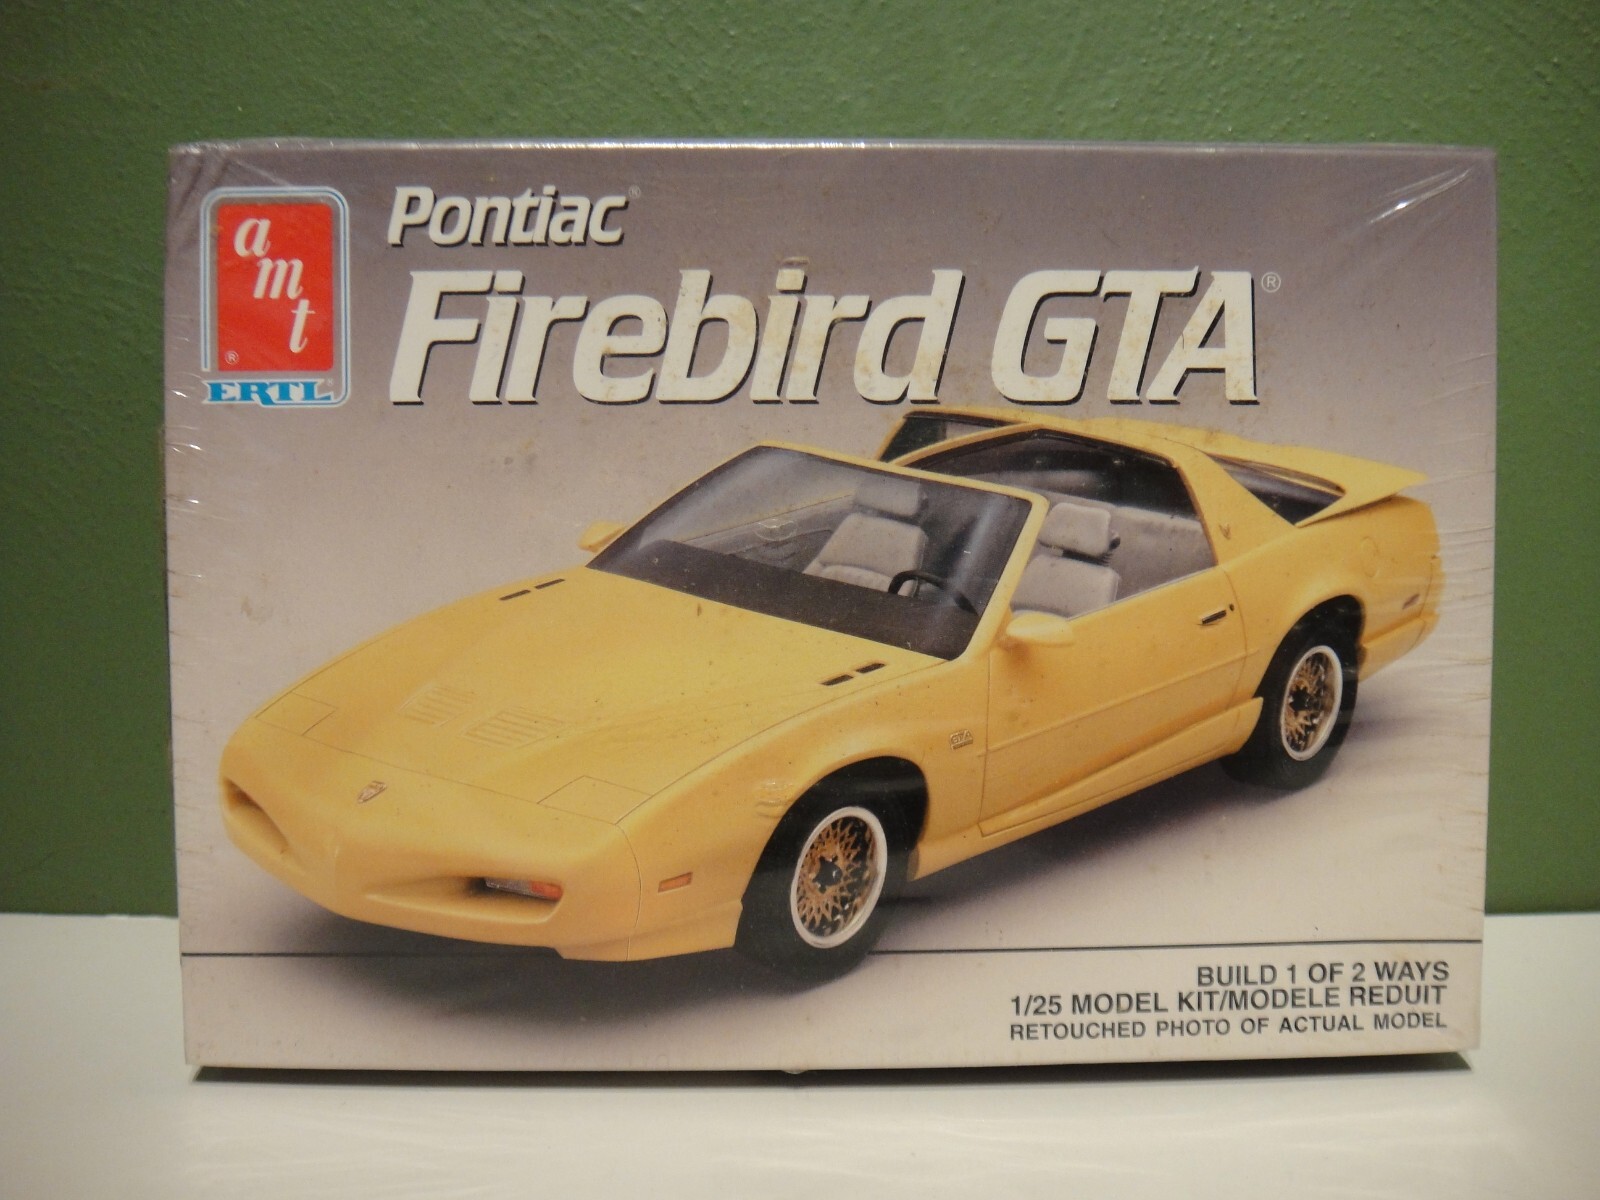 a
m
t
®
ERTL®
Pontiac®
Firebird GTA®
GTA
BUILD 1 OF 2 WAYS
1/25 MODEL KIT/MODELE REDUIT
RETOUCHED PHOTO OF ACTUAL MODEL